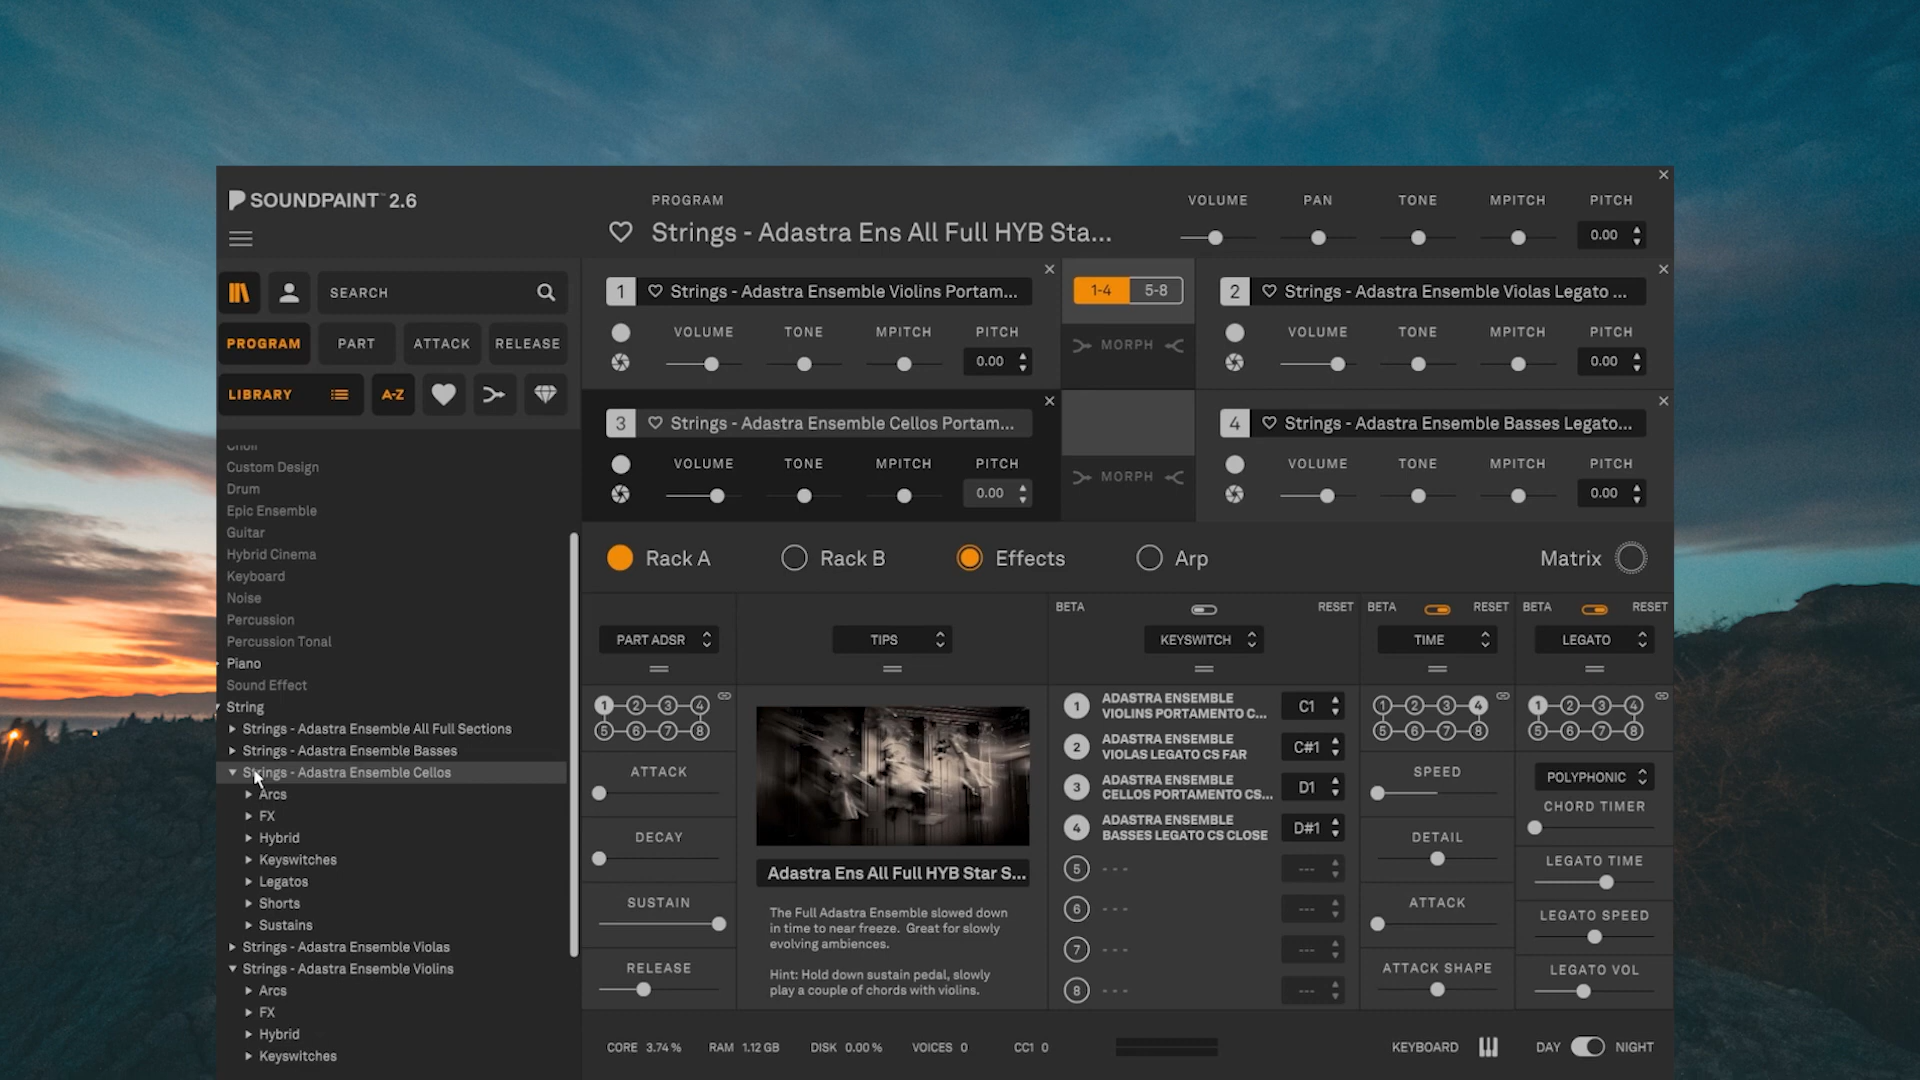 SOUNDPAINT™ 2.6
PROGRAM
Strings - Adastra Ens All Full HYB Sta...
VOLUME PAN TONE MPITCH PITCH
0.00
SEARCH
PROGRAM PART ATTACK RELEASE
LIBRARY A-Z
Choir
Custom Design
Drum
Epic Ensemble
Guitar
Hybrid Cinema
Keyboard
Noise
Percussion
Percussion Tonal
Piano
Sound Effect
String
Strings - Adastra Ensemble All Full Sections
Strings - Adastra Ensemble Basses
Strings - Adastra Ensemble Cellos
Arcs
FX
Hybrid
Keyswitches
Legatos
Shorts
Sustains
Strings - Adastra Ensemble Violas
Strings - Adastra Ensemble Violins
Arcs
FX
Hybrid
Keyswitches
1 Strings - Adastra Ensemble Violins Portam...
VOLUME TONE MPITCH PITCH
0.00
1-4 5-8
MORPH
2 Strings - Adastra Ensemble Violas Legato ...
VOLUME TONE MPITCH PITCH
0.00
3 Strings - Adastra Ensemble Cellos Portam...
VOLUME TONE MPITCH PITCH
0.00
MORPH
4 Strings - Adastra Ensemble Basses Legato...
VOLUME TONE MPITCH PITCH
0.00
Rack A Rack B Effects Arp Matrix
PART ADSR
1 2 3 4
5 6 7 8
ATTACK
DECAY
SUSTAIN
RELEASE
TIPS
Adastra Ens All Full HYB Star S...
The Full Adastra Ensemble slowed down
in time to near freeze. Great for slowly
evolving ambiences.
Hint: Hold down sustain pedal, slowly
play a couple of chords with violins.
BETA RESET
KEYSWITCH
1 ADASTRA ENSEMBLE
VIOLINS PORTAMENTO C... C1
2 ADASTRA ENSEMBLE
VIOLAS LEGATO CS FAR C#1
3 ADASTRA ENSEMBLE
CELLOS PORTAMENTO CS... D1
4 ADASTRA ENSEMBLE
BASSES LEGATO CS CLOSE D#1
5 - - - ---
6 - - - ---
7 - - - ---
8 - - - ---
BETA RESET
TIME
1 2 3 4
5 6 7 8
SPEED
DETAIL
ATTACK
ATTACK SHAPE
BETA RESET
LEGATO
1 2 3 4
5 6 7 8
POLYPHONIC
CHORD TIMER
LEGATO TIME
LEGATO SPEED
LEGATO VOL
CORE 3.74 % RAM 1.12 GB DISK 0.00 % VOICES 0 CC1 0
KEYBOARD DAY NIGHT